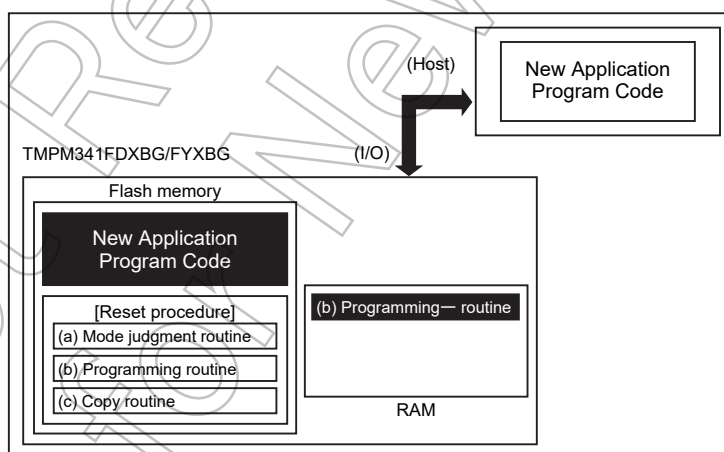 (Host)
New Application
Program Code
TMPM341FDXBG/FYXBG
(I/O)
Flash memory
New Application
Program Code
[Reset procedure]
(a) Mode judgment routine
(b) Programming routine
(c) Copy routine
(b) Programming— routine
RAM